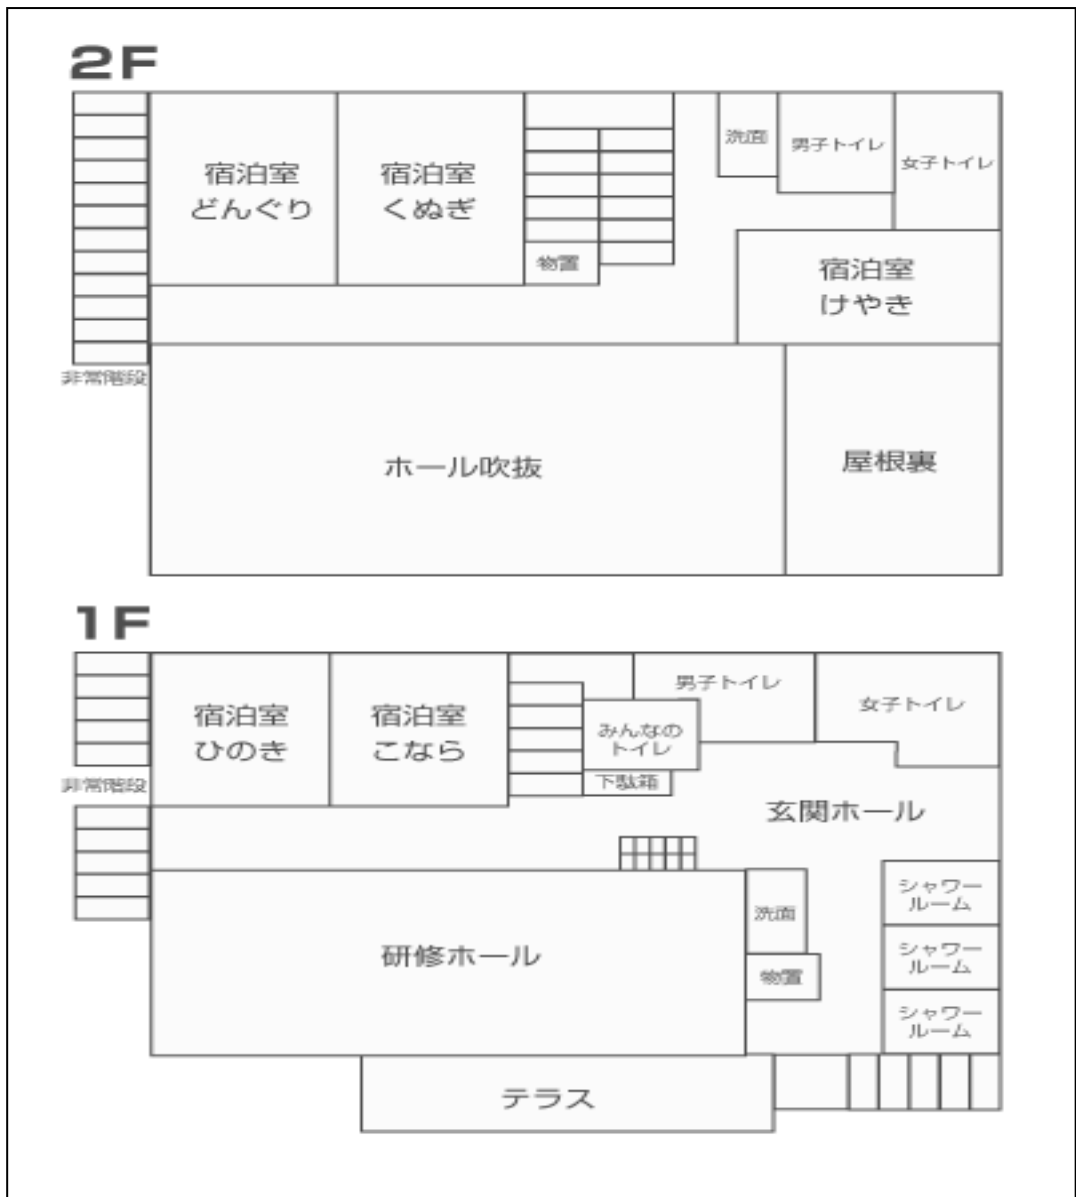 2F
宿泊室
どんぐり
宿泊室
くぬぎ
物置
洗面
男子トイレ
女子トイレ
宿泊室
けやき
非常階段
ホール吹抜
屋根裏
1F
宿泊室
ひのき
宿泊室
こなら
男子トイレ
女子トイレ
みんなの
トイレ
下駄箱
非常階段
玄関ホール
シャワー
ルーム
洗面
研修ホール
シャワー
ルーム
物置
シャワー
ルーム
テラス